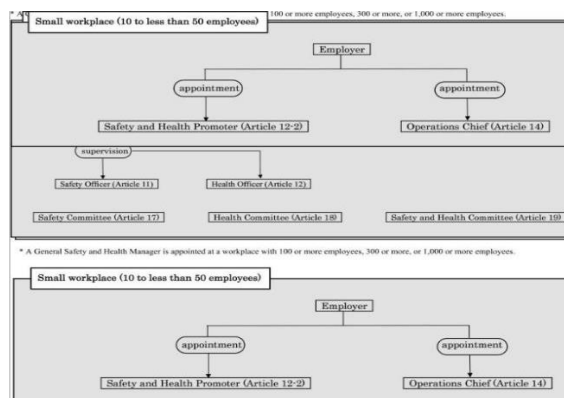 * A
100 or more employees, 300 or more, or 1,000 or more employees.
Small workplace (10 to less than 50 employees)
Employer
appointment appointment
Safety and Health Promoter (Article 12-2) Operations Chief (Article 14)
supervision
Safety Officer (Article 11) Health Officer (Article 12)
Safety Committee (Article 17) Health Committee (Article 18) Safety and Health Committee (Article 19)
* A General Safety and Health Manager is appointed at a workplace with 100 or more employees, 300 or more, or 1,000 or more employees.
Small workplace (10 to less than 50 employees)
Employer
appointment appointment
Safety and Health Promoter (Article 12-2) Operations Chief (Article 14)